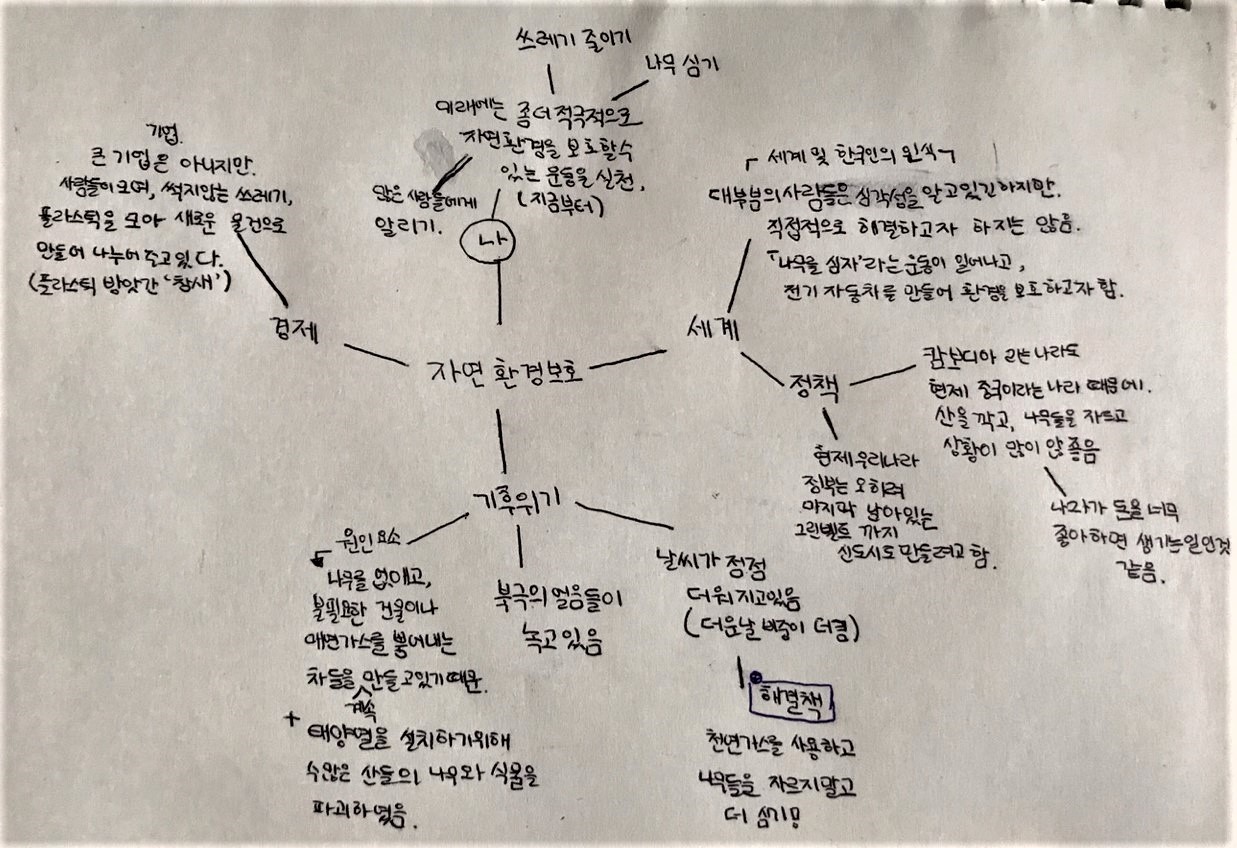 쓰레기 줄이기
나무 심기
미래에는 좀더 적극적으로
자연환경을 보호할수
있는 운동을 실천,
(지금부터)
많은 사람들에게
알리기.
나
기업.
큰 기업은 아니지만.
사람들이 모여, 썩지않는 쓰레기,
플라스틱을 모아 새로운 물건으로
만들어 나누어 주고 있다.
(플라스틱 방앗간 '참새')
경제
「세계 및 한국인의 인식」
대부분의 사람들은 심각성을 알고있긴하지만.
직접적으로 해결하고자 하지는 않음.
「나무를 심자'라는 운동이 일어나고,
전기 자동차를 만들어 환경을 보호하고자 함.
세계
자연 환경보호
정책
캄보디아 라는 나라도
현제 중국이라는 나라 때문에.
산을 깍고, 나무들을 자르고
상황이 많이 않좋음
나라가 돈을 너무
좋아하면 생기는일인것
같음.
현제 우리나라
정부는 오히려
마지막 남아있는
그린벨트 까지
신도시로 만들려고 함.
기후위기
원인 요소
나무를 없에고,
불필요한 건물이나
매연가스를 뿜어내는
차들을 계속 만들고있기때문.
+ 태양열을 설치하기위해
수많은 산들의 나무와 식물을
파괴하였음.
북극의 얼음들이
녹고 있음
날씨가 점점
더워 지고있음
(더운날 비중이 더큼)
해결책
천연가스를 사용하고
나무들을 자르지말고
더 심기